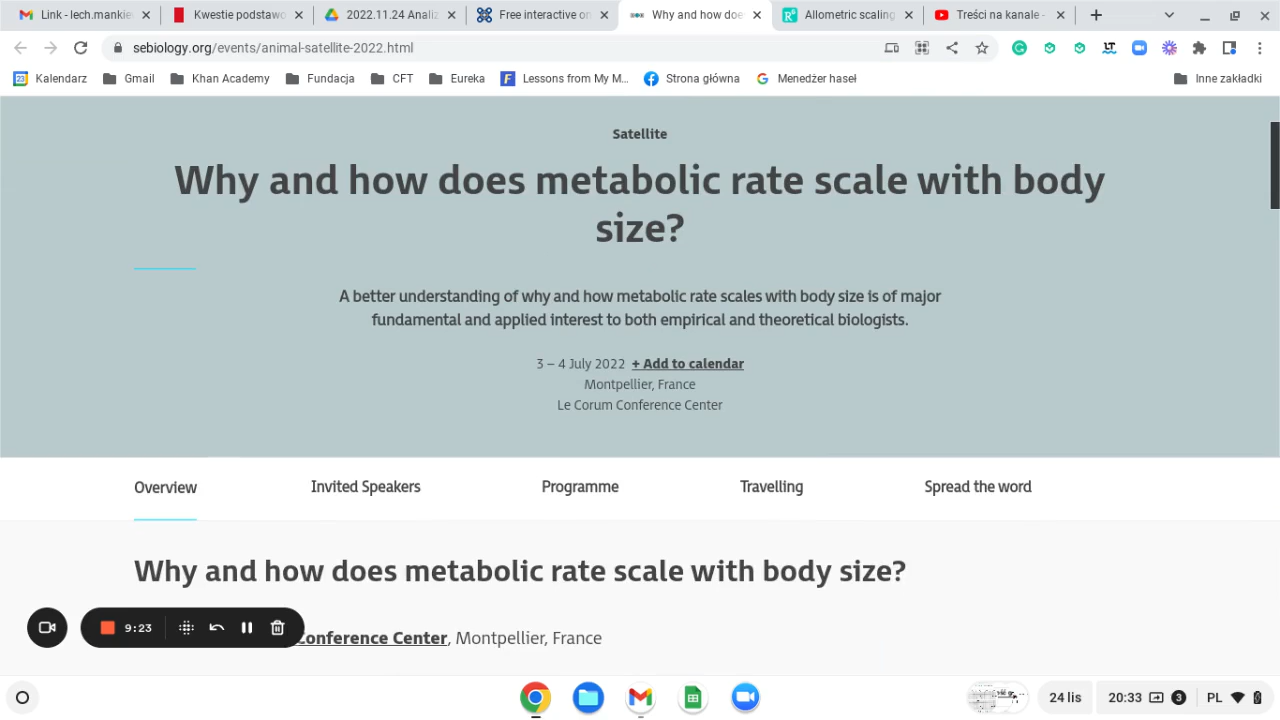 Link - lech.mankie
Kwestie podstawo
2022.11.24 Analiz
Free interactive on
Why and how doe
Allometric scaling
Treści na kanale -
sebiology.org/events/animal-satellite-2022.html
Kalendarz
Gmail
Khan Academy
Fundacja
CFT
Eureka
Lessons from My M...
Strona główna
Menedżer haseł
Inne zakładki
Satellite
Why and how does metabolic rate scale with body
size?
A better understanding of why and how metabolic rate scales with body size is of major
fundamental and applied interest to both empirical and theoretical biologists.
3 – 4 July 2022 + Add to calendar
Montpellier, France
Le Corum Conference Center
Overview
Invited Speakers
Programme
Travelling
Spread the word
Why and how does metabolic rate scale with body size?
9:23
Conference Center, Montpellier, France
24 lis
20:33
3
PL